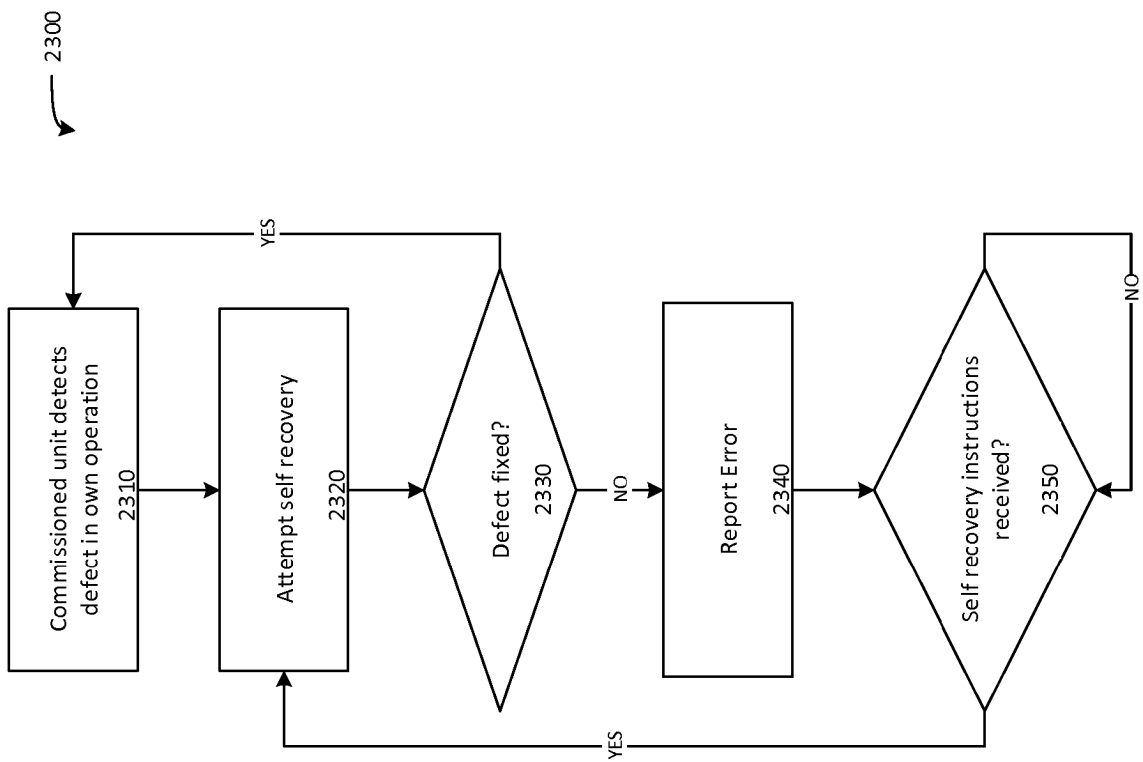 2300
Commissioned unit detects
defect in own operation
2310
Attempt self recovery
2320
Defect fixed?
2330
YES
NO
Report Error
2340
Self recovery instructions
received?
2350
YES
NO